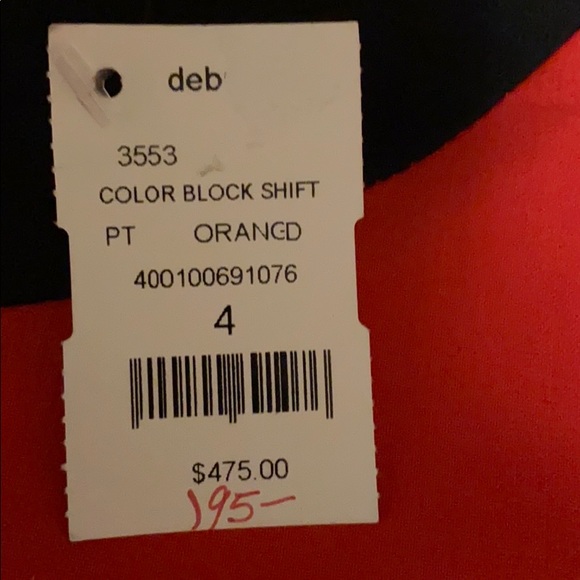 deb
3553
COLOR BLOCK SHIFT
PT ORANGD
400100691076
4
$475.00
195-